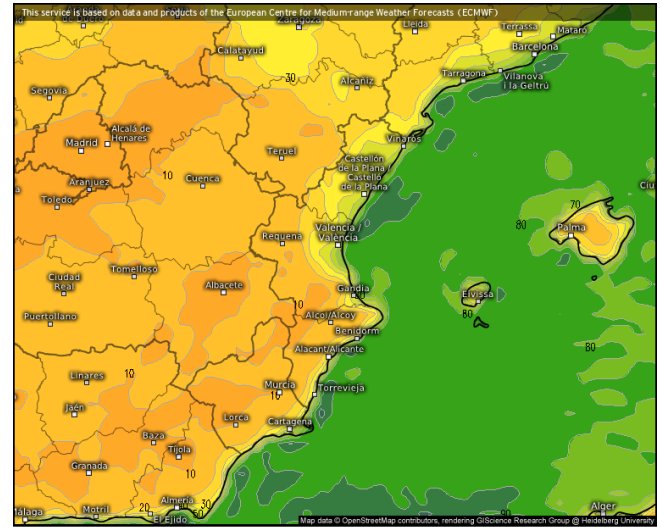 This service is based on data and products of the European Centre for Medium-range Weather Forecasts (ECMWF)
Zaragoza
Lleida
Terrassa
Mataró
Barcelona
Calatayud
30
Alcañiz
Tarragona
Vilanova
i la Geltrú
Segovia
Alcalá de
Henares
Madrid
Teruel
Vinaròs
Castellón
de la Plana /
Castelló
de la Plana
10
Cuenca
Aranjuez
Toledo
Ciu
70
80
Palma
Valencia /
València
Requena
Tomelloso
Ciudad
Real
Albacete
Gandia
Eivissa
80
10
Puertollano
Alcoi/Alcoy
Benidorm
Alacant/Alicante
80
Linares
10
Murcia
10
Torrevieja
Jaén
Lorca
Cartagena
Baza
Tíjola
Granada
10
Almería
30
Málaga
Motril
20
El Ejido
Alger
Map data © OpenStreetMap contributors, rendering GIScience Research Group @ Heidelberg University